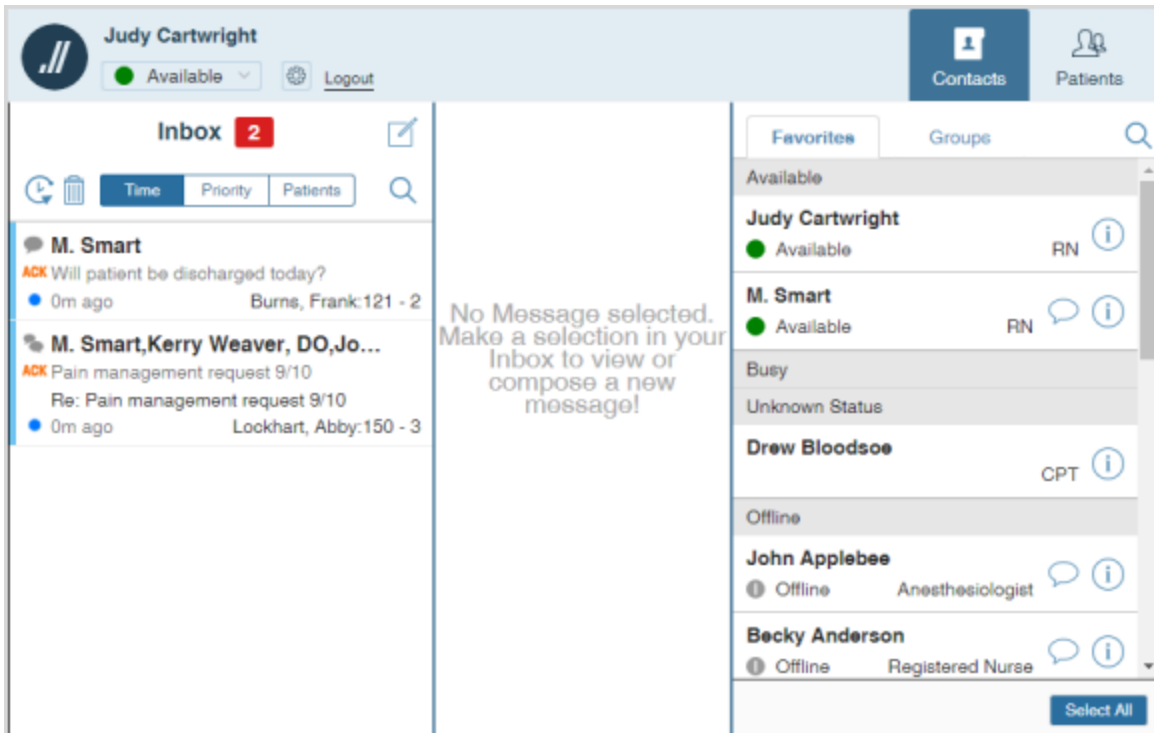 Judy Cartwright
Available
Logout
Contacts
Patients
Inbox 2
Time Priority Patients
M. Smart
ACK Will patient be discharged today?
0m ago Burns, Frank:121 - 2
M. Smart,Kerry Weaver, DO,Jo...
ACK Pain management request 9/10
Re: Pain management request 9/10
0m ago Lockhart, Abby:150 - 3
No Message selected.
Make a selection in your
Inbox to view or
compose a new
message!
Favorites Groups
Available
Judy Cartwright
Available RN
M. Smart
Available RN
Busy
Unknown Status
Drew Bloodsoe
CPT
Offline
John Applebee
Offline Anesthesiologist
Becky Anderson
Offline Registered Nurse
Select All